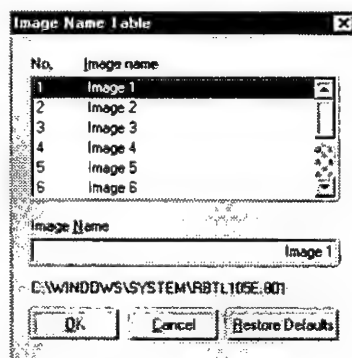 Image Name Table
No. Image name
1 Image 1
2 Image 2
3 Image 3
4 Image 4
5 Image 5
6 Image 6
Image Name
Image 1
C:\WINDOWS\SYSTEM\RBTL105E.801
OK Cancel Restore Defaults